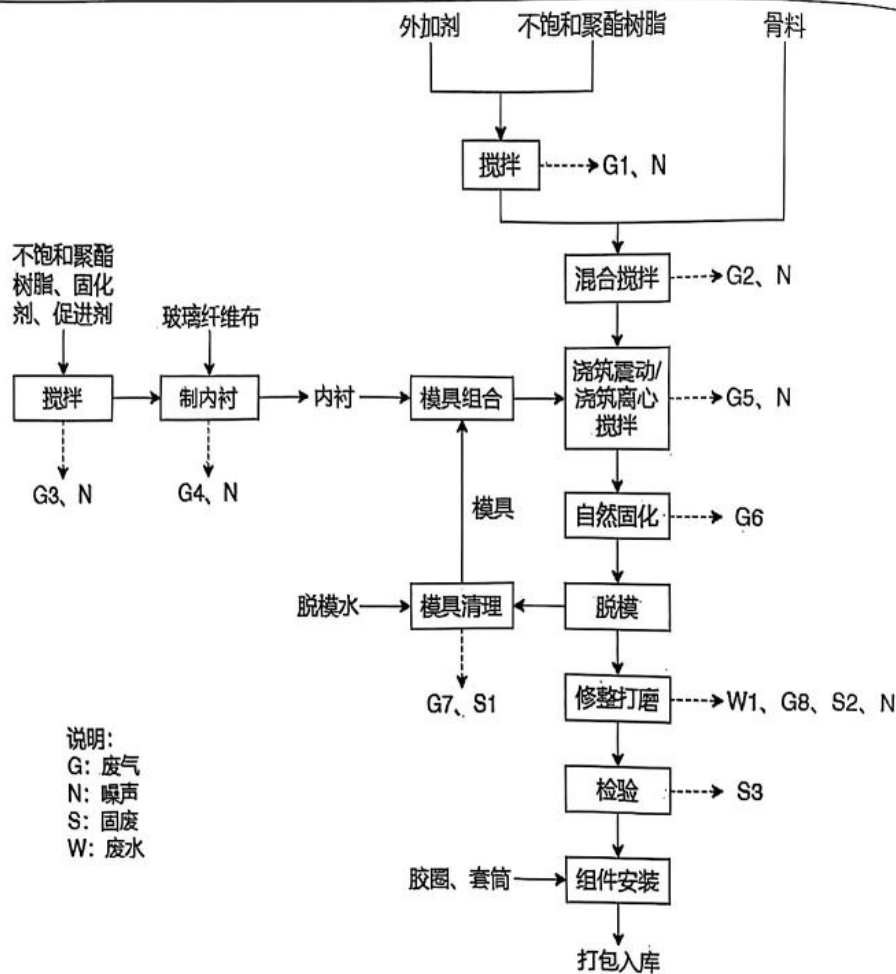 外加剂
不饱和聚酯树脂
骨料
搅拌
G1、N
不饱和聚酯
树脂、固化
剂、促进剂
玻璃纤维布
混合搅拌
G2、N
搅拌
制内衬
内衬
模具组合
浇筑震动/
浇筑离心
搅拌
G5、N
G3、N
G4、N
模具
自然固化
G6
脱模水
模具清理
脱模
G7、S1
修整打磨
W1、G8、S2、N
说明：
G：废气
N：噪声
S：固废
W：废水
检验
S3
胶圈、套筒
组件安装
打包入库